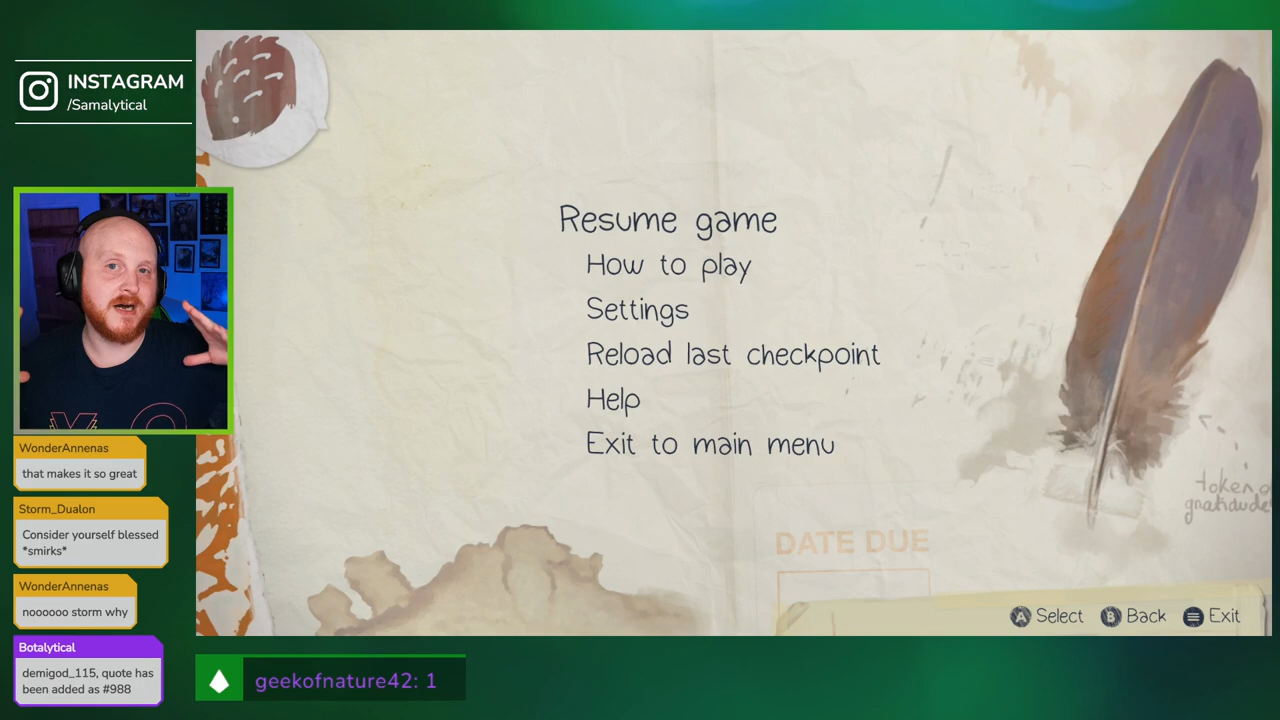 INSTAGRAM
/Samalytical
WonderAnnenas
that makes it so great
Storm_Dualon
Consider yourself blessed
*smirks*
WonderAnnenas
noooooo storm why
Botalytical
demigod_115, quote has
been added as #988
Resume game
How to play
Settings
Reload last checkpoint
Help
Exit to main menu
token
gratidude
DATE DUE
A Select B Back Exit
geekofnature42: 1